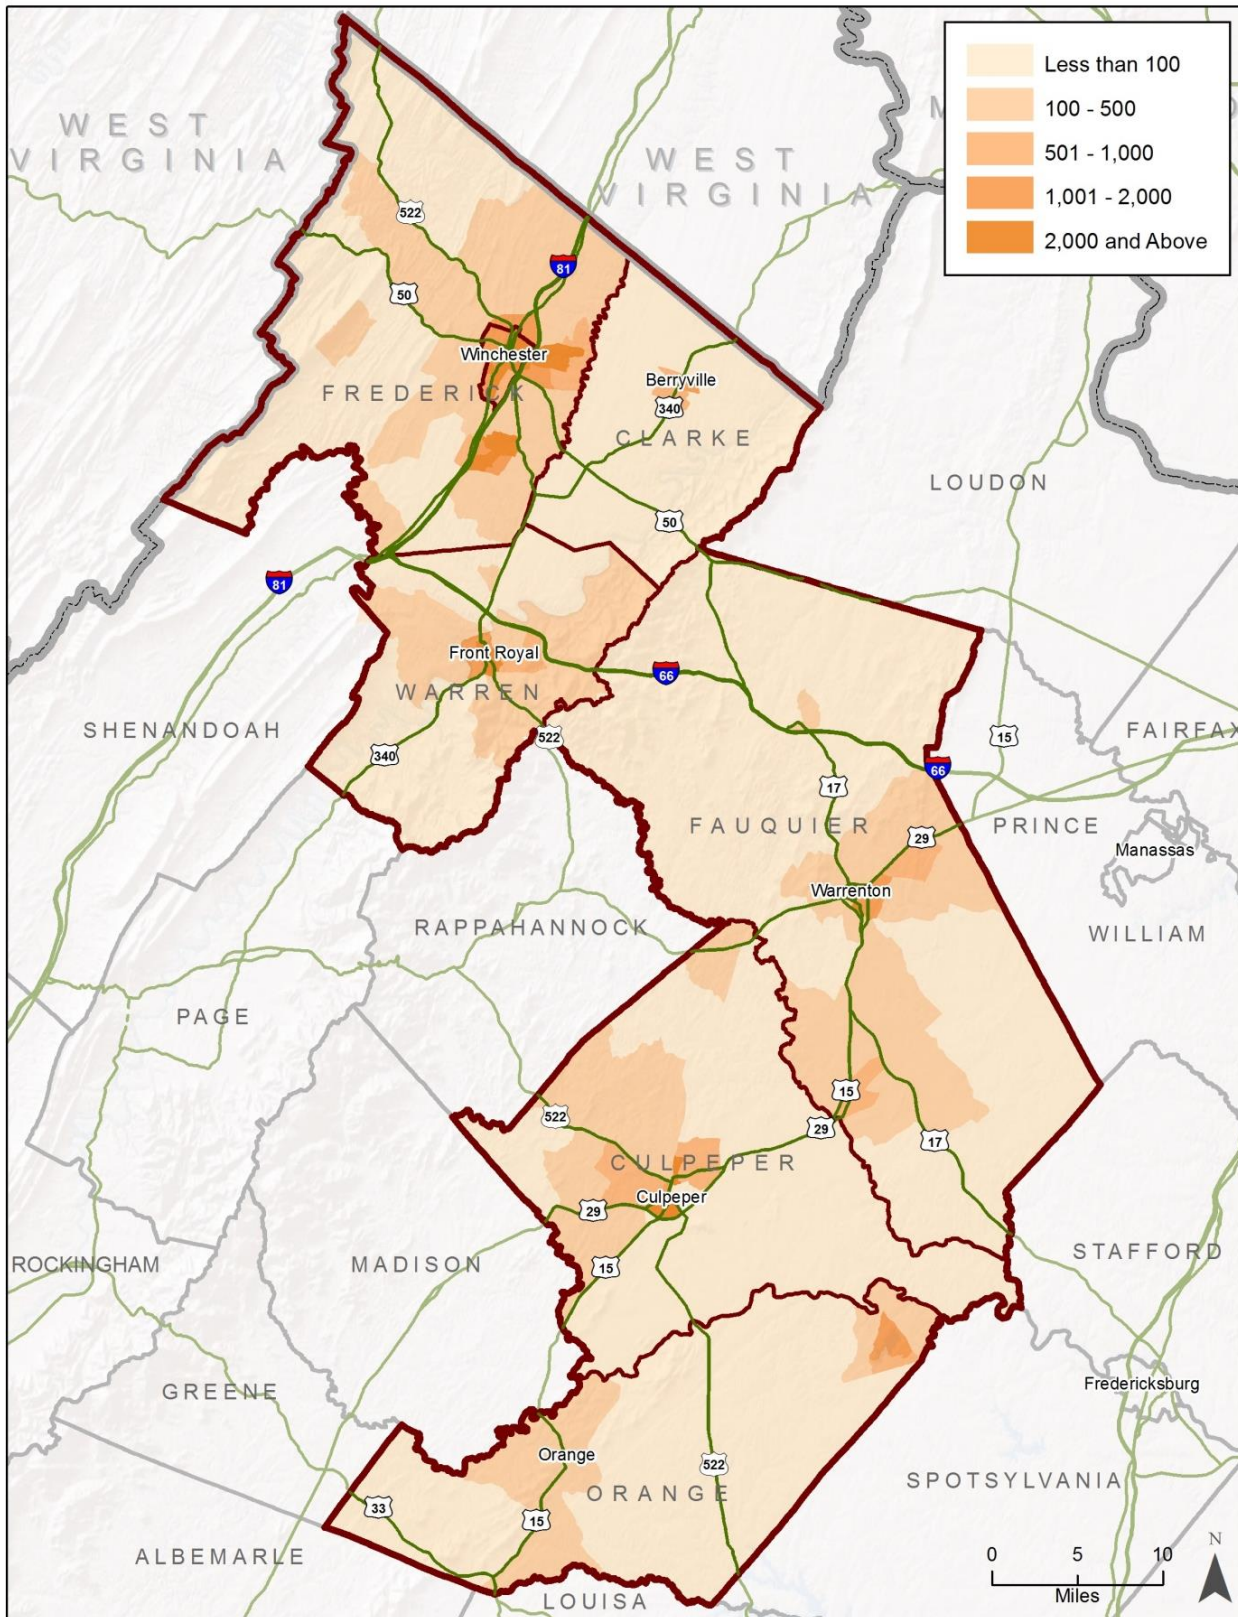 Less than 100
100 - 500
501 - 1,000
1,001 - 2,000
2,000 and Above
WEST
VIRGINIA
WEST
VIRGINIA
M
D
522
81
50
Winchester
Berryville
FREDERICK
340
CLARKE
LOUDON
50
81
Front Royal
66
WARREN
SHENANDOAH
522
15
FAIRFAX
340
66
17
FAUQUIER
29
PRINCE
Manassas
Warrenton
RAPPAHANNOCK
WILLIAM
PAGE
15
522
29
17
CULPEPER
Culpeper
29
STAFFORD
ROCKINGHAM
MADISON
15
GREENE
Fredericksburg
Orange
522
SPOTSYLVANIA
ORANGE
33
15
ALBEMARLE
LOUISA
0 5 10
Miles
N